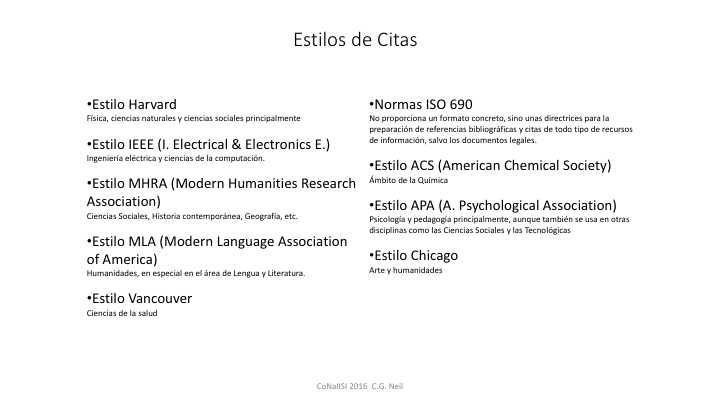 Estilos de Citas
•Estilo Harvard
Física, ciencias naturales y ciencias sociales principalmente
•Estilo IEEE (I. Electrical & Electronics E.)
Ingeniería eléctrica y ciencias de la computación.
•Estilo MHRA (Modern Humanities Research
Association)
Ciencias Sociales, Historia contemporánea, Geografía, etc.
•Estilo MLA (Modern Language Association
of America)
Humanidades, en especial en el área de Lengua y Literatura.
•Estilo Vancouver
Ciencias de la salud
•Normas ISO 690
No proporciona un formato concreto, sino unas directrices para la
preparación de referencias bibliográficas y citas de todo tipo de recursos
de información, salvo los documentos legales.
•Estilo ACS (American Chemical Society)
Ámbito de la Química
•Estilo APA (A. Psychological Association)
Psicología y pedagogía principalmente, aunque también se usa en otras
disciplinas como las Ciencias Sociales y las Tecnológicas
•Estilo Chicago
Arte y humanidades
CoNaIISI 2016  C.G. Neil